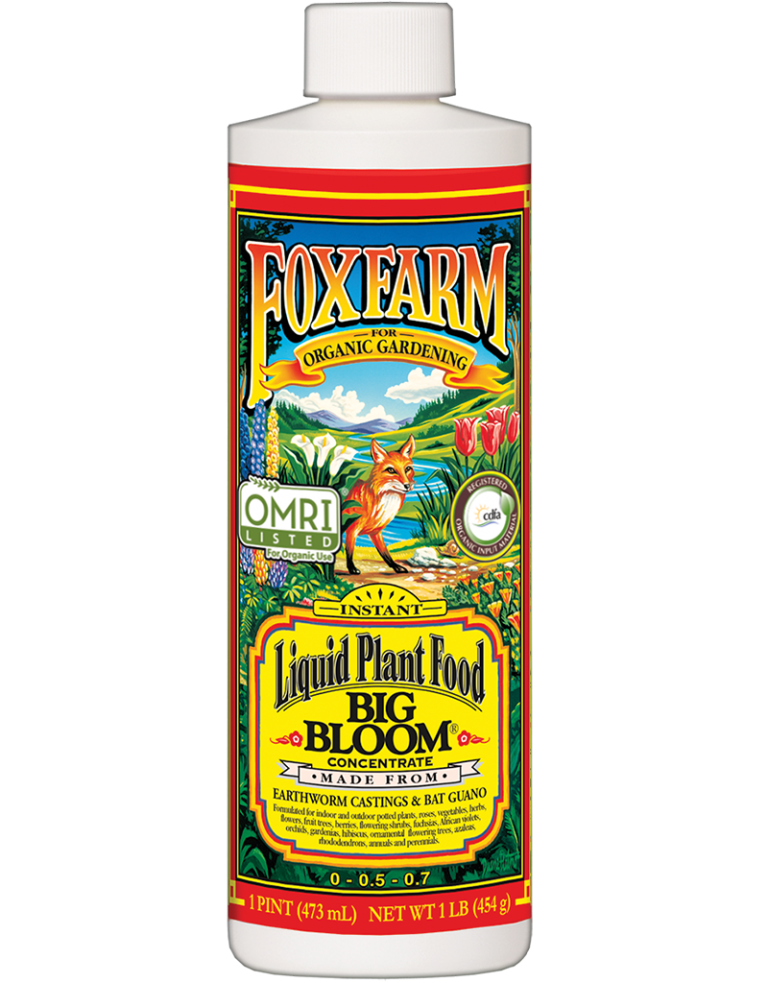 FOXFARM
FOR
ORGANIC GARDENING
OMRI
LISTED
For Organic Use
REGISTERED
cdfa
ORGANIC INPUT MATERIAL
INSTANT
Liquid Plant Food
BIG
BLOOM®
CONCENTRATE
•MADE FROM•
EARTHWORM CASTINGS & BAT GUANO
Formulated for indoor and outdoor potted plants, roses, vegetables, herbs,
flowers, fruit trees, berries, flowering shrubs, fuchsias, African violets,
orchids, gardenias, hibiscus, ornamental flowering trees, azaleas,
rhododendrons, annuals and perennials.
0 - 0.5 - 0.7
1 PINT (473 mL) NET WT 1 LB (454 g)